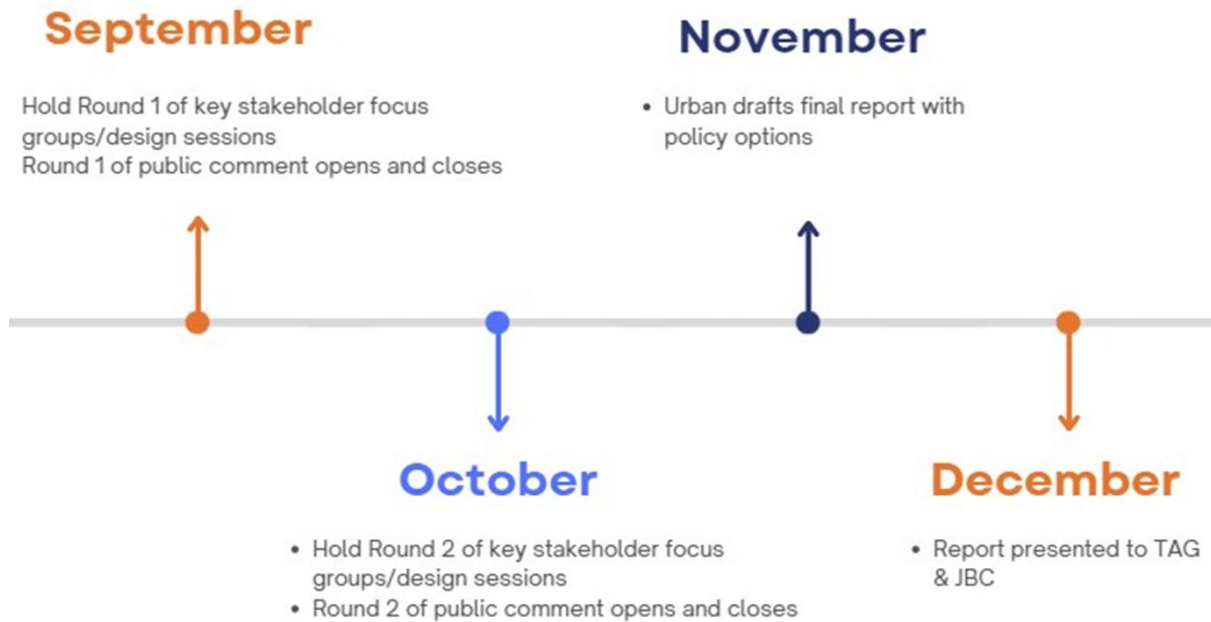 September
Hold Round 1 of key stakeholder focus
groups/design sessions
Round 1 of public comment opens and closes
November
• Urban drafts final report with
policy options
October
• Hold Round 2 of key stakeholder focus
groups/design sessions
• Round 2 of public comment opens and closes
December
• Report presented to TAG
& JBC